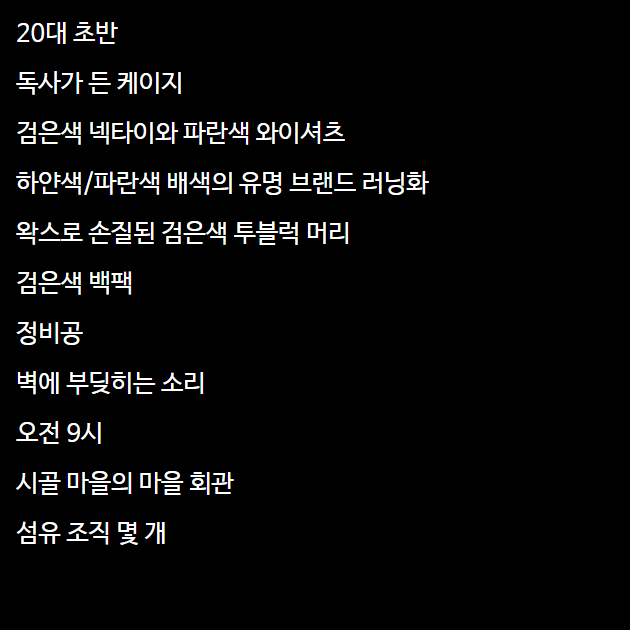 20대 초반
독사가 든 케이지
검은색 넥타이와 파란색 와이셔츠
하얀색/파란색 배색의 유명 브랜드 러닝화
왁스로 손질된 검은색 투블럭 머리
검은색 백팩
정비공
벽에 부딪히는 소리
오전 9시
시골 마을의 마을 회관
섬유 조직 몇 개